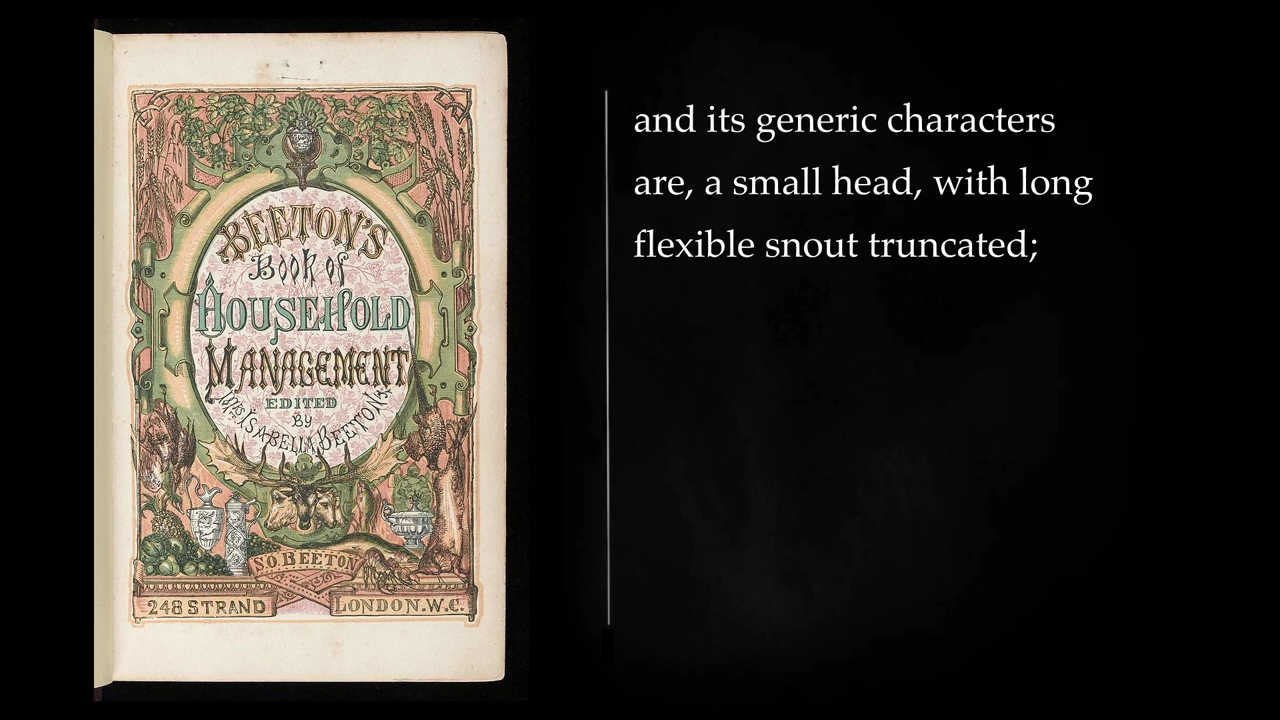 BEETON'S
Book of
HOUSEHOLD
MANAGEMENT
EDITED
BY
MRS ISABELLA BEETON
S.O. BEETON
248 STRAND
LONDON. W.C.
and its generic characters
are, a small head, with long
flexible snout truncated;